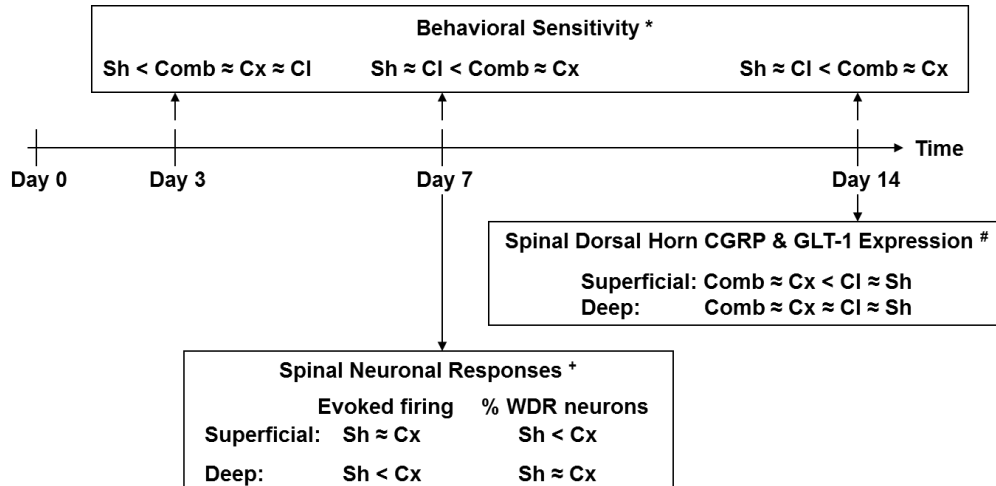 Behavioral Sensitivity *
Sh < Comb ≈ Cx ≈ Cl Sh ≈ Cl < Comb ≈ Cx Sh ≈ Cl < Comb ≈ Cx
Time
Day 0 Day 3 Day 7 Day 14
Spinal Dorsal Horn CGRP & GLT-1 Expression #
Superficial: Comb ≈ Cx < Cl ≈ Sh
Deep: Comb ≈ Cx ≈ Cl ≈ Sh
Spinal Neuronal Responses +
Evoked firing % WDR neurons
Superficial: Sh ≈ Cx Sh < Cx
Deep: Sh < Cx Sh ≈ Cx